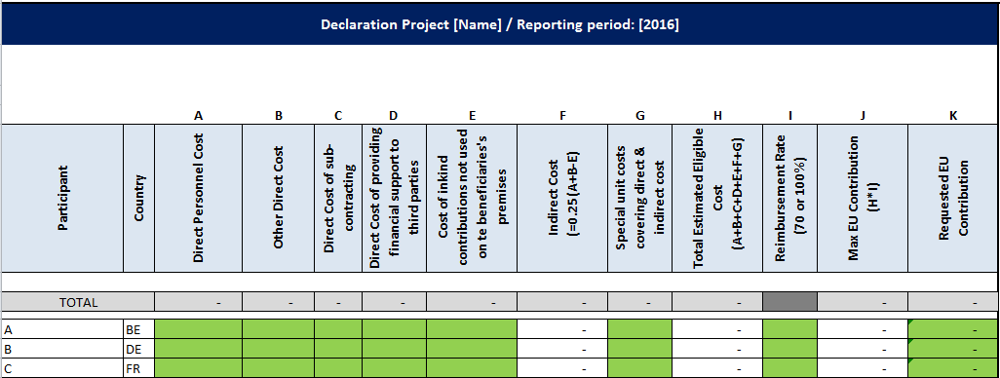 Declaration Project [Name] / Reporting period: [2016]
A B C D E F G H I J K
Participant
Country
Direct Personnel Cost
Other Direct Cost
Direct Cost of sub-
contracting
Direct Cost of providing
financial support to
third parties
Cost of inkind
contributions not used
on te beneficiaries's
premises
Indirect Cost
(=0.25 (A+B-E)
Special unit costs
covering direct &
indirect cost
Total Estimated Eligible
Cost
(A+B+C+D+E+F+G)
Reimbursement Rate
(70 or 100%)
Max EU Contribution
(H*I)
Requested EU
Contribution
TOTAL - - - - - - - - - -
A BE - - - -
B DE - - - -
C FR - - - -